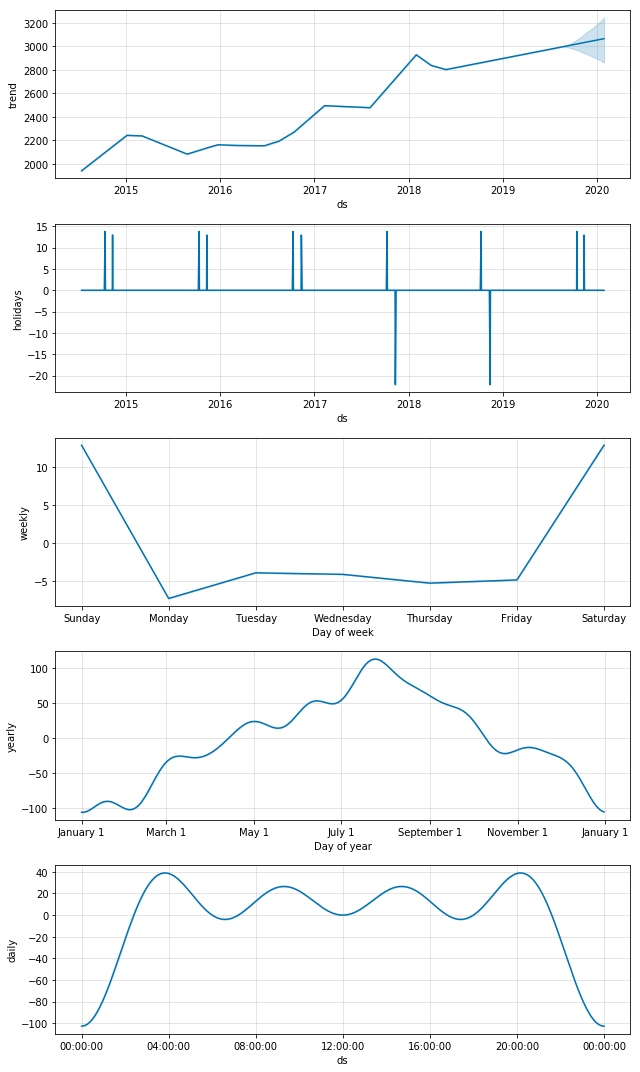 3200
3000
2800
2600
2400
2200
2000
trend
2015 2016 2017 2018 2019 2020
ds
15
10
5
0
−5
−10
−15
−20
holidays
2015 2016 2017 2018 2019 2020
ds
10
5
0
−5
weekly
Sunday Monday Tuesday Wednesday Thursday Friday Saturday
Day of week
100
50
0
−50
−100
yearly
January 1 March 1 May 1 July 1 September 1 November 1 January 1
Day of year
40
20
0
−20
−40
−60
−80
−100
daily
00:00:00 04:00:00 08:00:00 12:00:00 16:00:00 20:00:00 00:00:00
ds